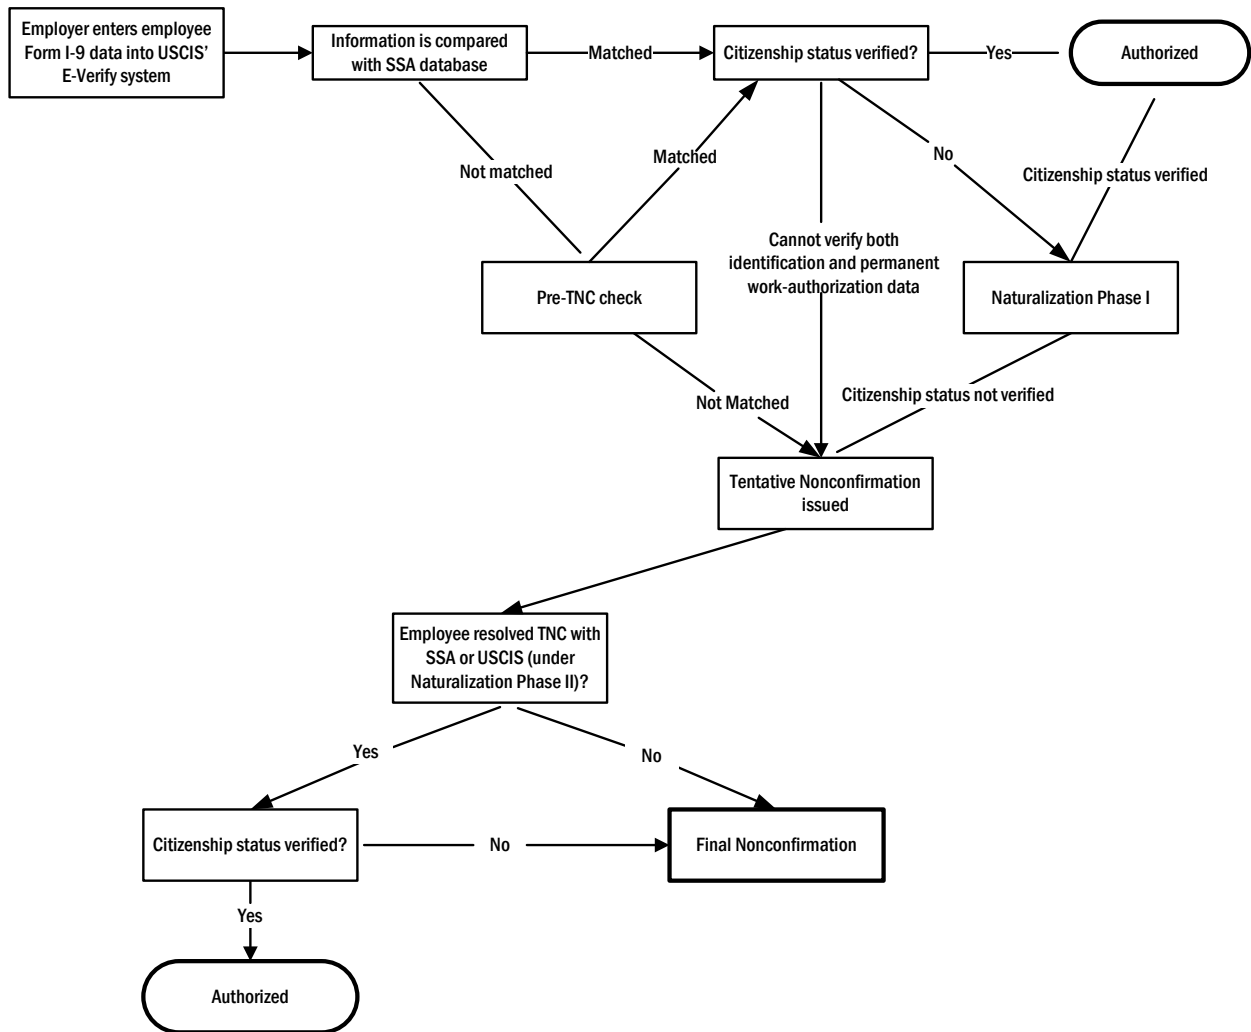 Employer enters employee
Form I-9 data into USCIS'
E-Verify system
Information is compared
with SSA database
Matched
Citizenship status verified?
Yes
Authorized
Not matched
Matched
No
Citizenship status verified
Cannot verify both
identification and permanent
work-authorization data
Pre-TNC check
Naturalization Phase I
Not Matched
Citizenship status not verified
Tentative Nonconfirmation
issued
Employee resolved TNC with
SSA or USCIS (under
Naturalization Phase II)?
Yes
No
Citizenship status verified?
No
Final Nonconfirmation
Yes
Authorized